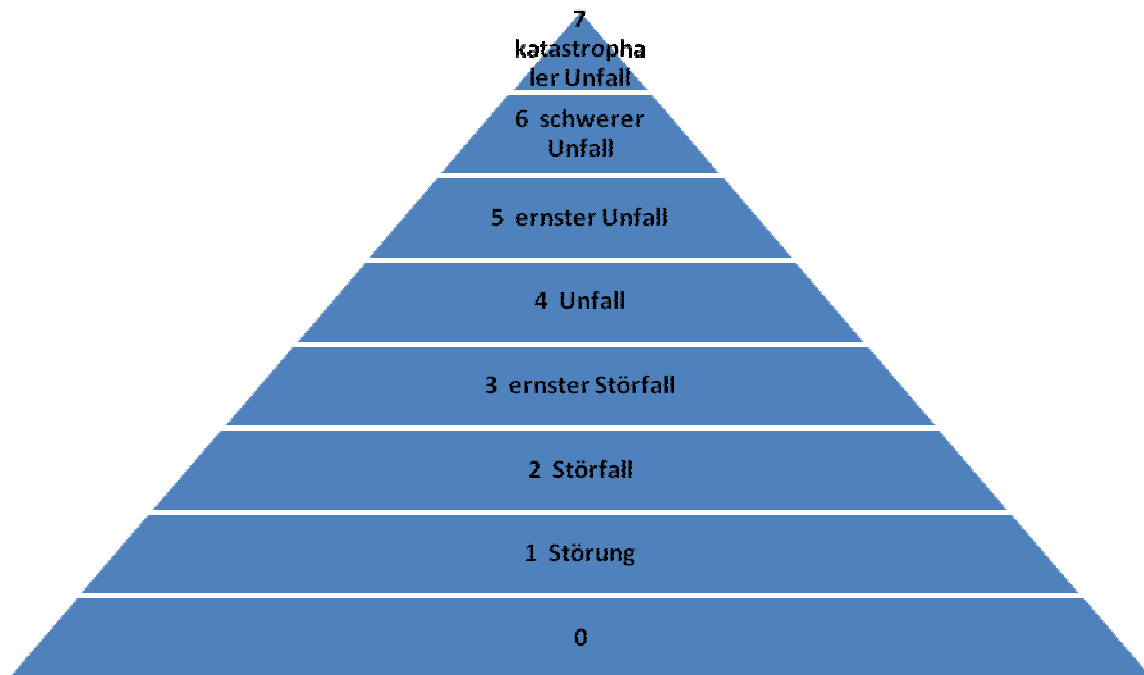 7
katastropha
ler Unfall
6 schwerer
Unfall
5 ernster Unfall
4 Unfall
3 ernster Störfall
2 Störfall
1 Störung
0